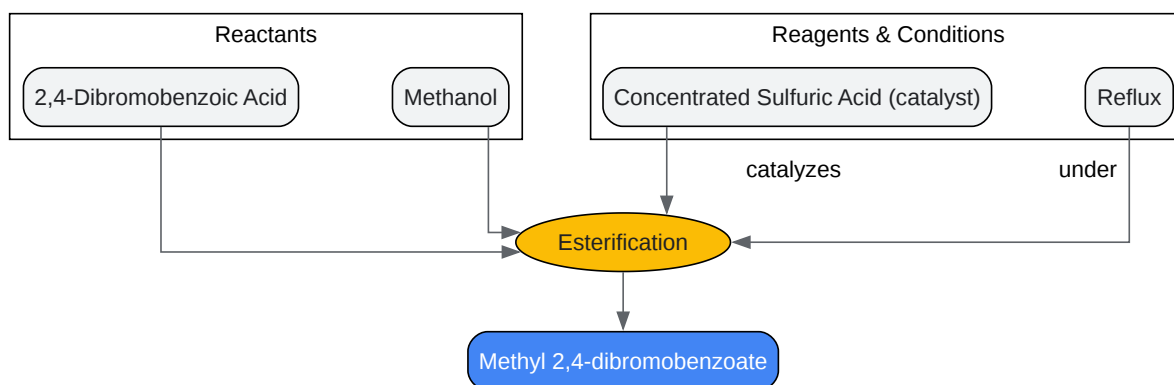 Reactants
Reagents & Conditions
2,4-Dibromobenzoic Acid
Methanol
Concentrated Sulfuric Acid (catalyst)
Reflux
catalyzes
under
Esterification
Methyl 2,4-dibromobenzoate